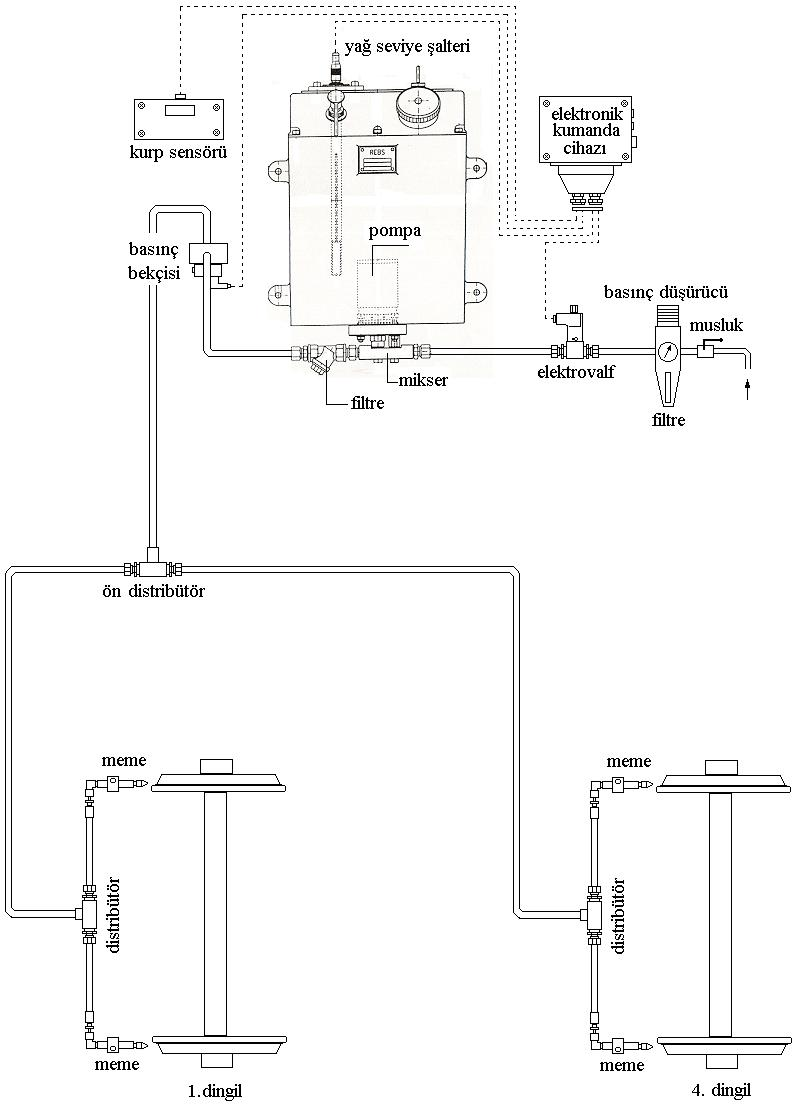 yağ seviye şalteri
elektronik
kumanda
cihazı
kurp sensörü
REBS
pompa
basınç
bekçisi
basınç düşürücü
musluk
elektrovalf
mikser
filtre
filtre
ön distribütör
meme
meme
distribütör
distribütör
meme
meme
1.dingil
4. dingil